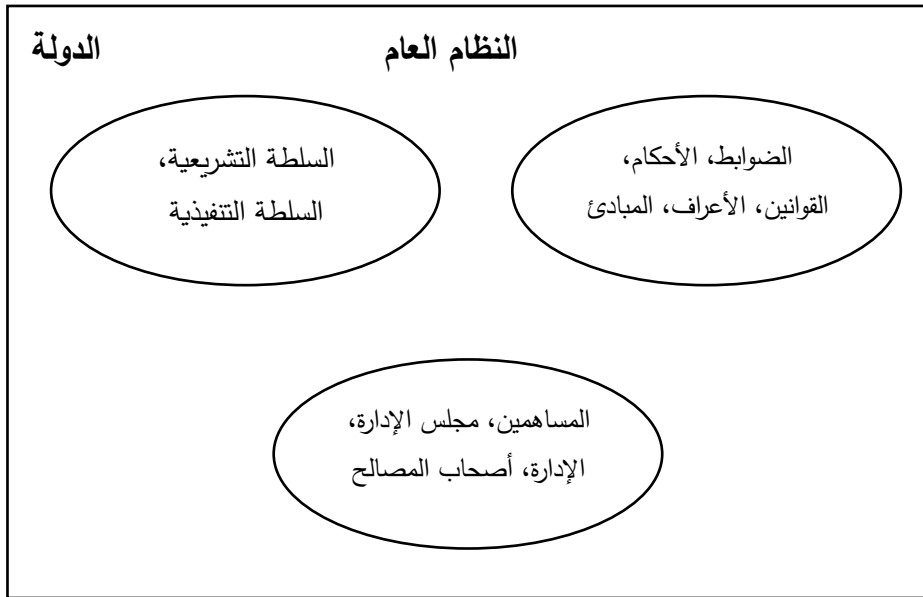 النظام العام
الدولة
الضوابط، الأحكام،
القوانين، الأعراف، المبادئ
السلطة التشريعية،
السلطة التنفيذية
المساهمين، مجلس الإدارة،
الإدارة، أصحاب المصالح